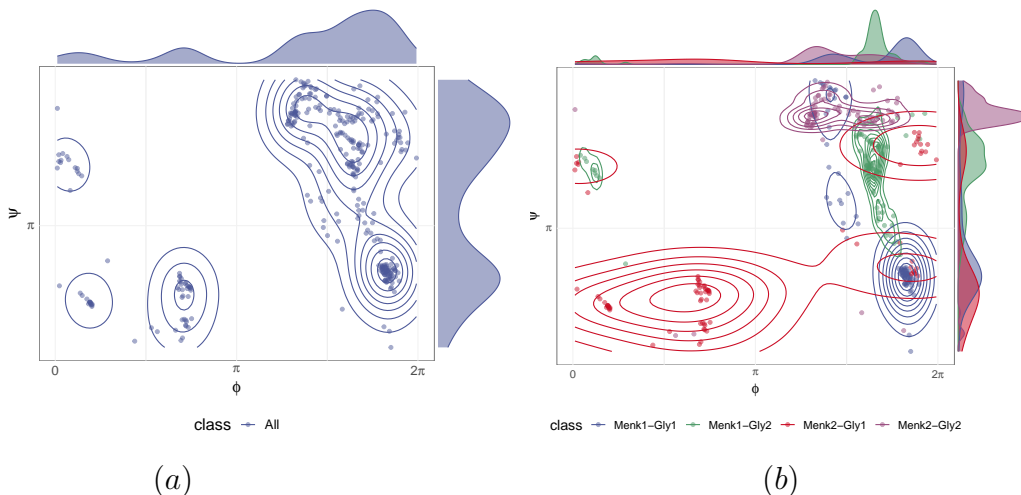 ψ
π
0
π
2π
ϕ
class All
(a)
ψ
π
0
π
2π
ϕ
class Menk1−Gly1 Menk1−Gly2 Menk2−Gly1 Menk2−Gly2
(b)